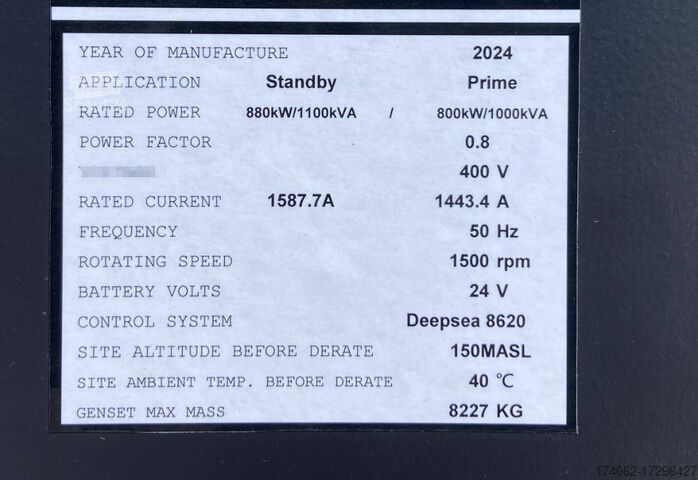 YEAR OF MANUFACTURE 2024
APPLICATION Standby Prime
RATED POWER 880kW/1100kVA / 800kW/1000kVA
POWER FACTOR 0.8
400 V
RATED CURRENT 1587.7A 1443.4 A
FREQUENCY 50 Hz
ROTATING SPEED 1500 rpm
BATTERY VOLTS 24 V
CONTROL SYSTEM Deepsea 8620
SITE ALTITUDE BEFORE DERATE 150MASL
SITE AMBIENT TEMP. BEFORE DERATE 40 ℃
GENSET MAX MASS 8227 KG
174062-17296427